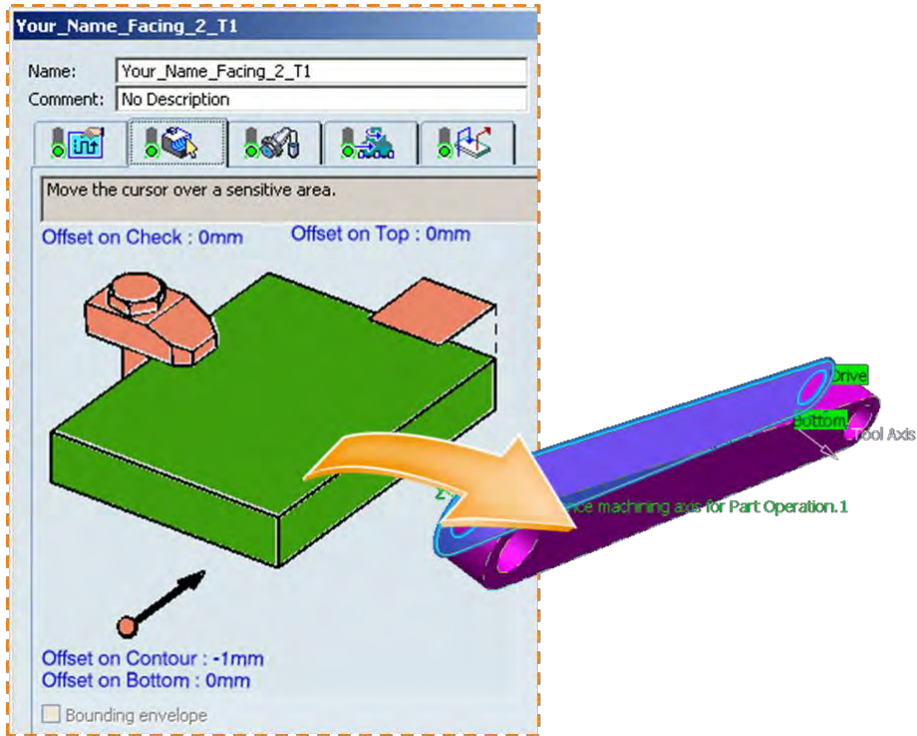 Your_Name_Facing_2_T1
Name: Your_Name_Facing_2_T1
Comment: No Description
Move the cursor over a sensitive area.
Offset on Check : 0mm Offset on Top : 0mm
Drive
Bottom
Tool Axis
machining axis for Part Operation.1
Offset on Contour : -1mm
Offset on Bottom : 0mm
Bounding envelope